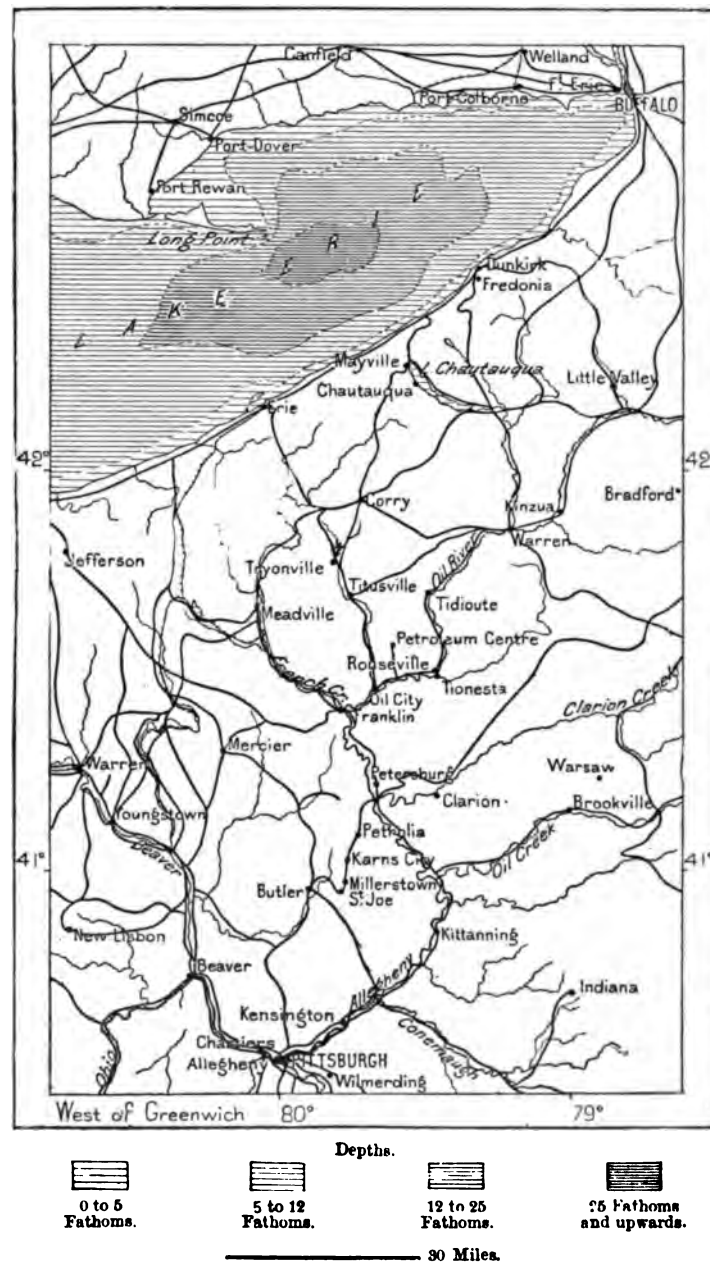 Canfield
Welland
Port Colborne
Ft. Erie
BUFFALO
Simcoe
Port Dover
Port Rewan
Long Point
L A K E E R I E
Dunkirk
Fredonia
Mayville
L. Chautauqua
Chautauqua
Little Valley
Erie
42°
42°
Corry
Kinzua
Bradford
Warren
Jefferson
Tryonville
Titusville
Oil River
Tidioute
Meadville
Petroleum Centre
Rouseville
French Cr.
Oil City
Tionesta
Franklin
Clarion Creek
Mercier
Warren
Petersburg
Warsaw
Clarion
Brookville
Youngstown
Petrolia
Beaver
Oil Creek
41°
41°
Karns City
Butler
Millerstown
St. Joe
New Lisbon
Kittanning
Beaver
Allegheny
Indiana
Kensington
Conemaugh
Chartiers
Allegheny
PITTSBURGH
Ohio
Wilmerding
West of Greenwich
80°
79°
Depths.
0 to 5
Fathoms.
5 to 12
Fathoms.
12 to 25
Fathoms.
25 Fathoms
and upwards.
30 Miles.